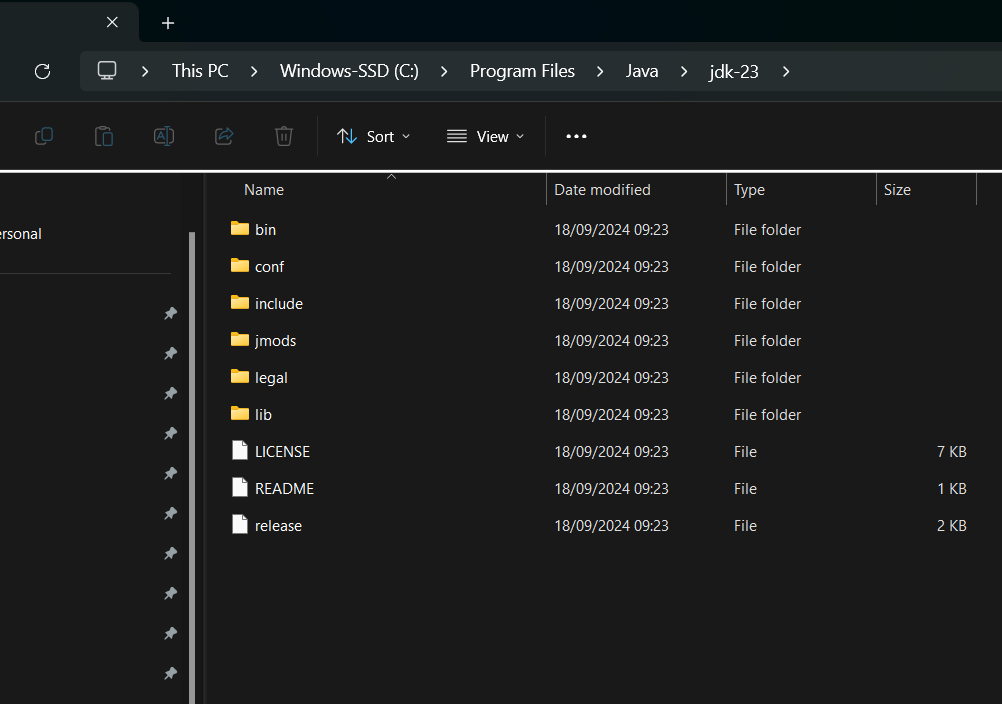 This PC > Windows-SSD (C:) > Program Files > Java > jdk-23 >
Sort View
Name Date modified Type Size
ersonal
bin 18/09/2024 09:23 File folder
conf 18/09/2024 09:23 File folder
include 18/09/2024 09:23 File folder
jmods 18/09/2024 09:23 File folder
legal 18/09/2024 09:23 File folder
lib 18/09/2024 09:23 File folder
LICENSE 18/09/2024 09:23 File 7 KB
README 18/09/2024 09:23 File 1 KB
release 18/09/2024 09:23 File 2 KB